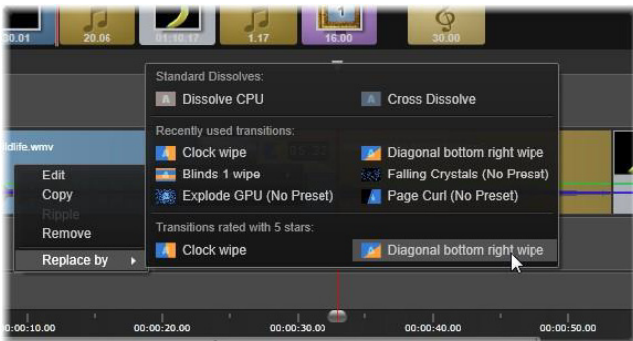 30.01 20.06 01:10.17 1.17 16.00 30.00
Standard Dissolves:
Dissolve CPU Cross Dissolve
Recently used transitions:
Clock wipe Diagonal bottom right wipe
Blinds 1 wipe Falling Crystals (No Preset)
Explode GPU (No Preset) Page Curl (No Preset)
Transitions rated with 5 stars:
Clock wipe Diagonal bottom right wipe
ldlife.wmv
Edit
Copy
Ripple
Remove
Replace by
0:00:10.00 00:00:20.00 00:00:30.00 00:00:40.00 00:00:50.00